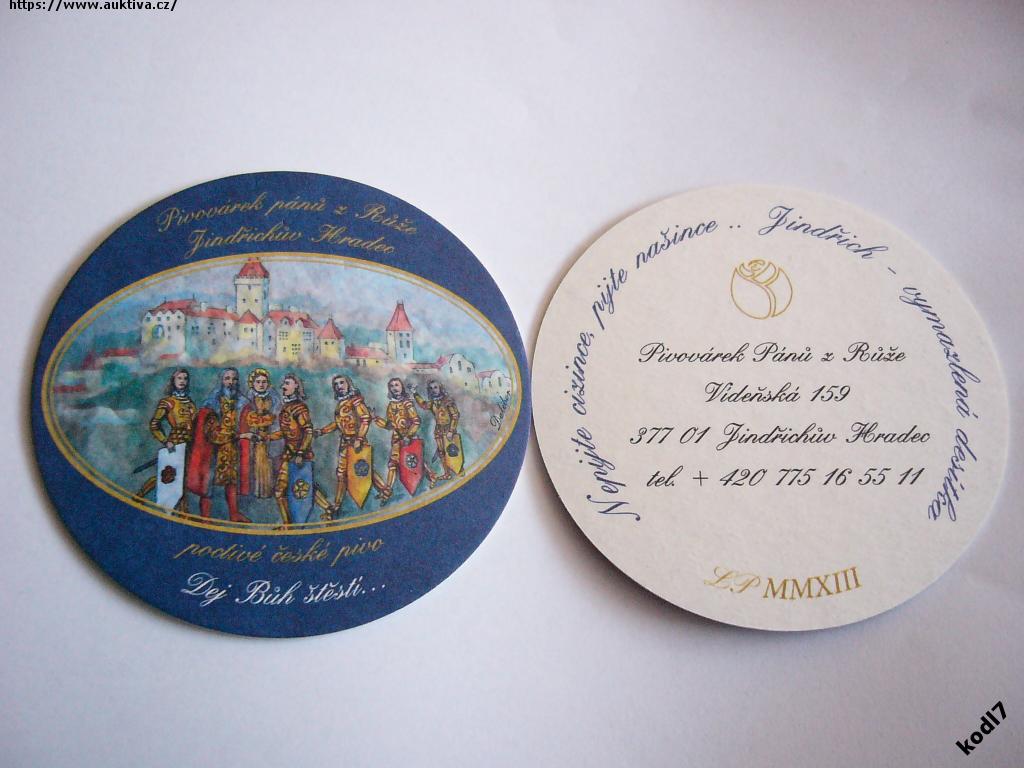 https://www.auktiva.cz/
Pivovárek pánů z Růže
Jindřichův Hradec
Dalibor
poctivé české pivo
Dej Bůh štěstí...
Nepijte cizince, pijte našince .. Jindřich - vymazlená desítka
Pivovárek Pánů z Růže
Vídeňská 159
377 01 Jindřichův Hradec
tel. + 420 775 16 55 11
LP MMXIII
kodl7